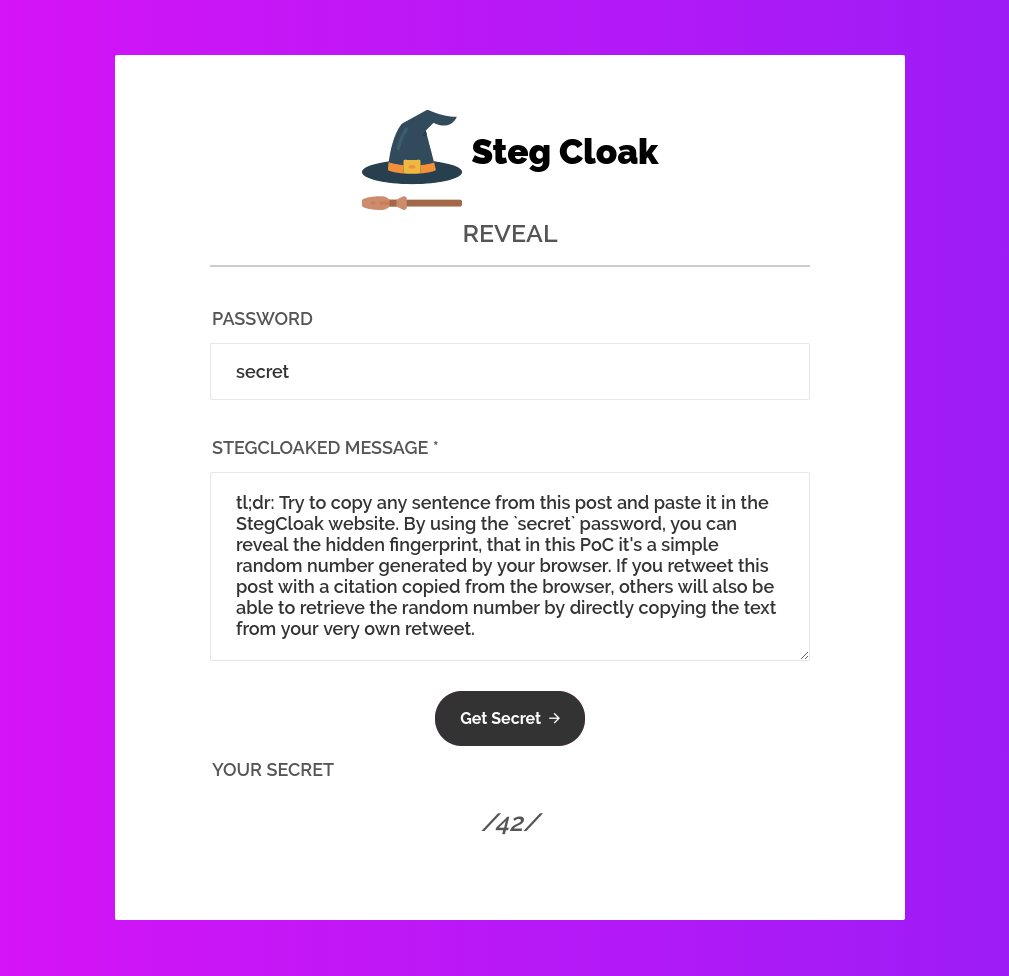 Steg Cloak
REVEAL
PASSWORD
secret
STEGCLOAKED MESSAGE *
tl;dr: Try to copy any sentence from this post and paste it in the
StegCloak website. By using the `secret` password, you can
reveal the hidden fingerprint, that in this PoC it's a simple
random number generated by your browser. If you retweet this
post with a citation copied from the browser, others will also be
able to retrieve the random number by directly copying the text
from your very own retweet.
Get Secret →
YOUR SECRET
/42/